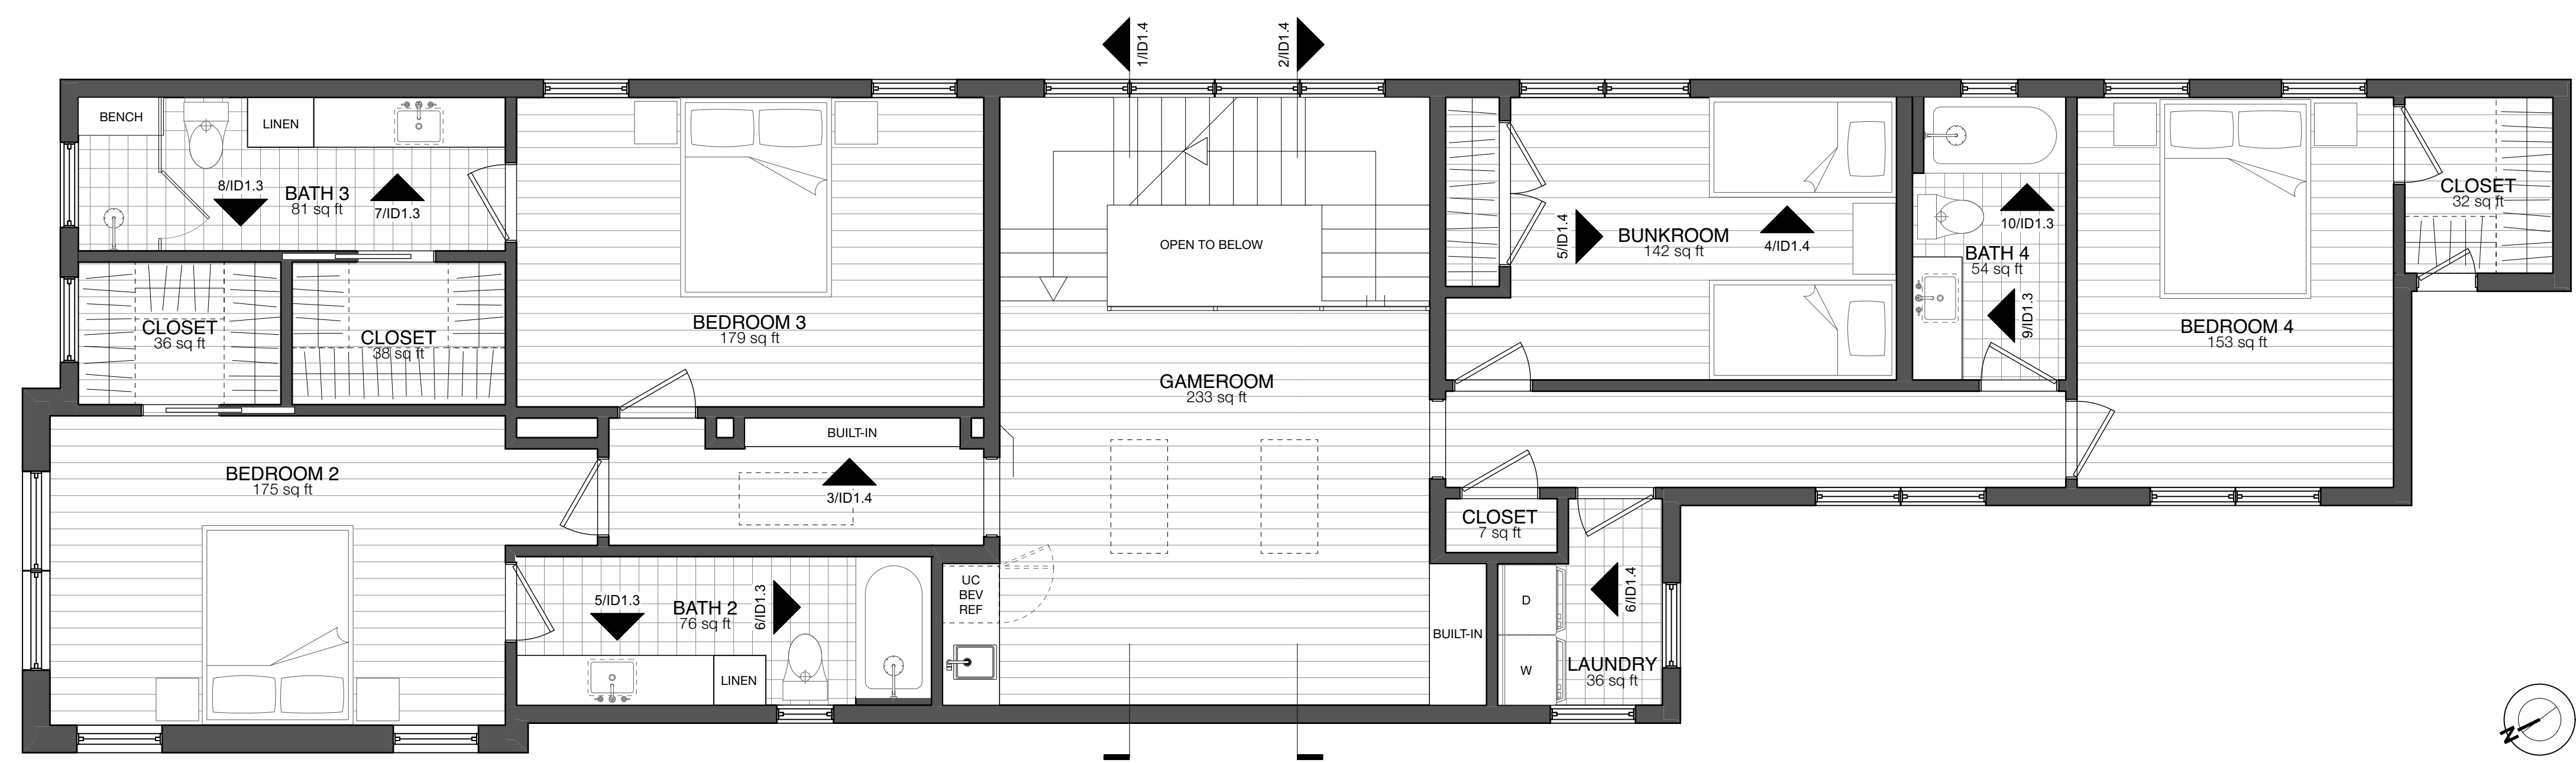 1/ID1.4
2/ID1.4
BENCH
LINEN
8/ID1.3
BATH 3
81 sq ft
7/ID1.3
OPEN TO BELOW
5/ID1.4
BUNKROOM
142 sq ft
4/ID1.4
10/ID1.3
BATH 4
54 sq ft
9/ID1.3
CLOSET
32 sq ft
CLOSET
36 sq ft
CLOSET
38 sq ft
BEDROOM 3
179 sq ft
BEDROOM 4
153 sq ft
GAMEROOM
233 sq ft
BUILT-IN
BEDROOM 2
175 sq ft
3/ID1.4
CLOSET
7 sq ft
5/ID1.3
BATH 2
76 sq ft
6/ID1.3
UC
BEV
REF
D
6/ID1.4
BUILT-IN
LINEN
W
LAUNDRY
36 sq ft
N